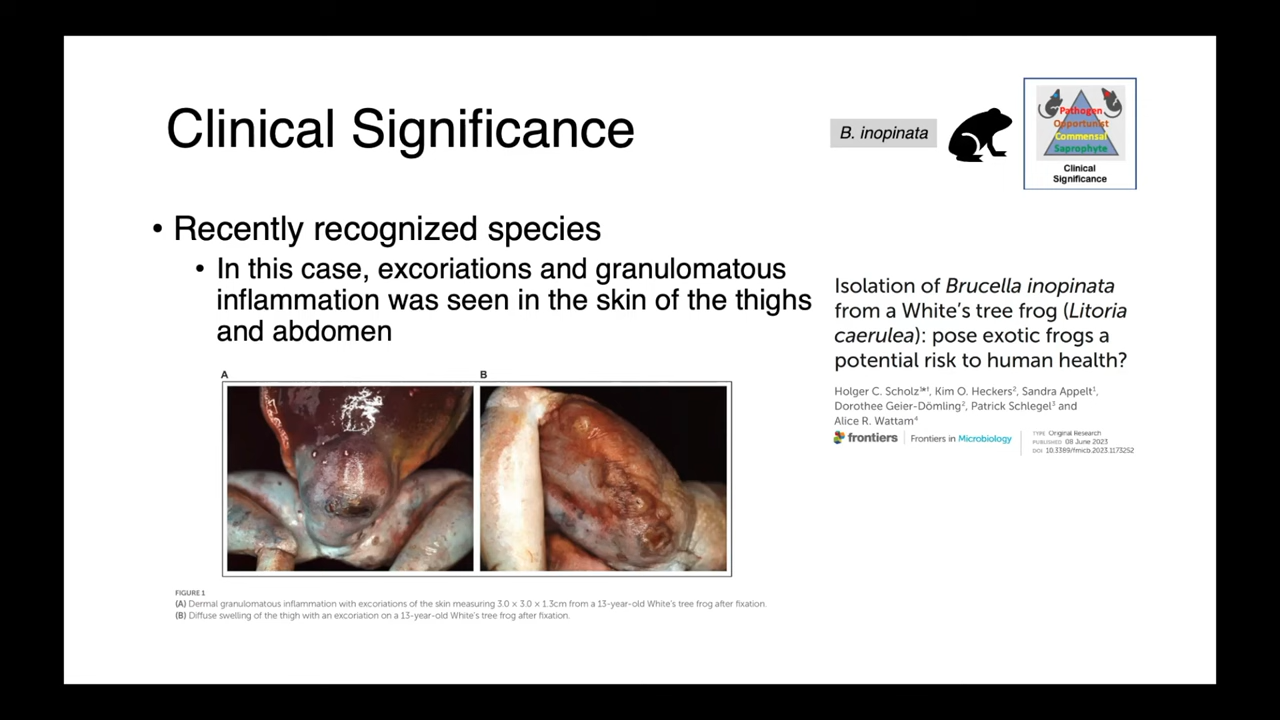 Clinical Significance
B. inopinata
Pathogen
Opportunist
Commensal
Saprophyte
Clinical
Significance
• Recently recognized species
• In this case, excoriations and granulomatous
inflammation was seen in the skin of the thighs
and abdomen
Isolation of Brucella inopinata
from a White's tree frog (Litoria
caerulea): pose exotic frogs a
potential risk to human health?
Holger C. Scholz¹*†, Kim O. Heckers², Sandra Appelt¹,
Dorothee Geier-Dömling², Patrick Schlegel³ and
Alice R. Wattam⁴
frontiers | Frontiers in Microbiology
TYPE Original Research
PUBLISHED 08 June 2023
DOI 10.3389/fmicb.2023.1173252
A
B
FIGURE 1
(A) Dermal granulomatous inflammation with excoriations of the skin measuring 3.0 × 3.0 × 1.3cm from a 13-year-old White's tree frog after fixation.
(B) Diffuse swelling of the thigh with an excoriation on a 13-year-old White's tree frog after fixation.